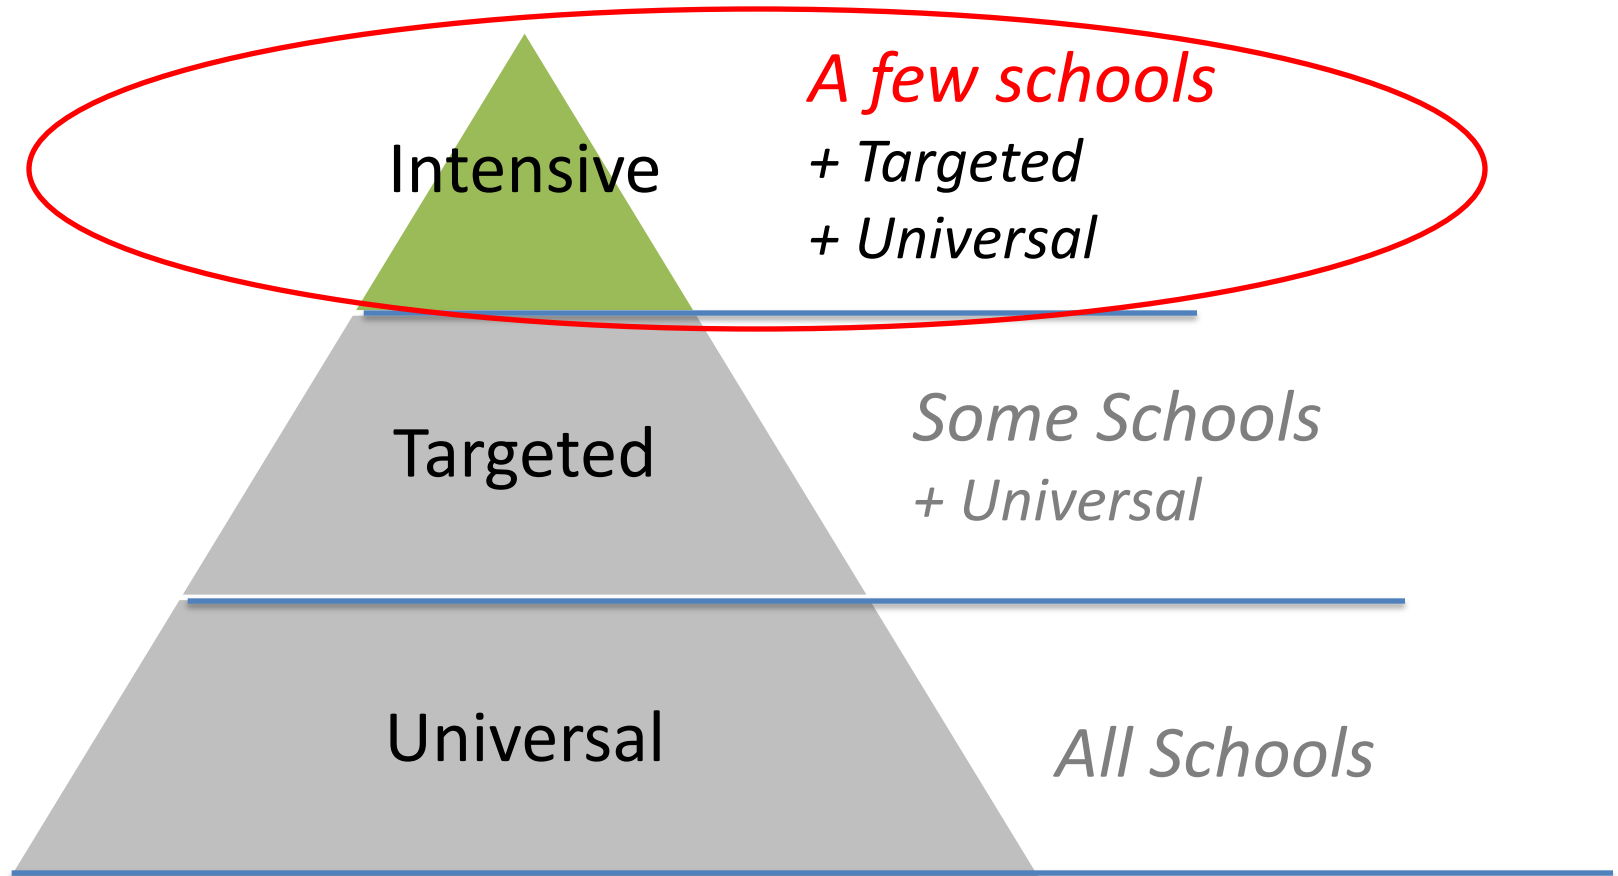 Intensive
A few schools
+ Targeted
+ Universal
Targeted
Some Schools
+ Universal
Universal
All Schools